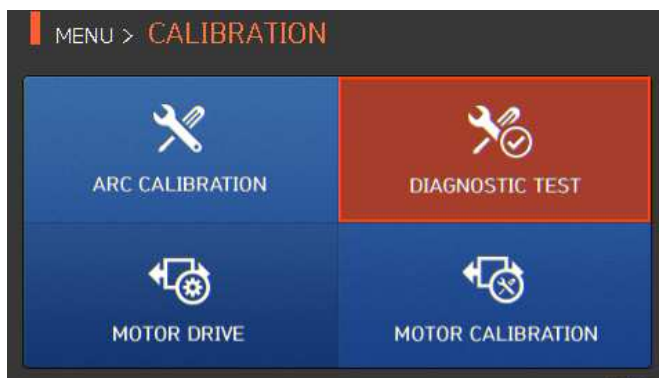 MENU > CALIBRATION
ARC CALIBRATION
DIAGNOSTIC TEST
MOTOR DRIVE
MOTOR CALIBRATION